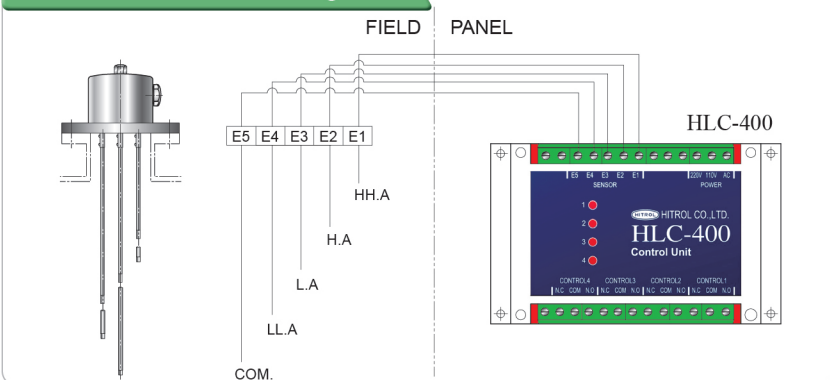 FIELD PANEL
E5 E4 E3 E2 E1
HH.A
H.A
L.A
LL.A
COM.
HLC-400
E5 E4 E3 E2 E1 220V 110V AC
SENSOR POWER
1
2
3
4
HITROL HITROL CO.,LTD.
HLC-400
Control Unit
CONTROL4 CONTROL3 CONTROL2 CONTROL1
N.C COM N.O N.C COM N.O N.C COM N.O N.C COM N.O